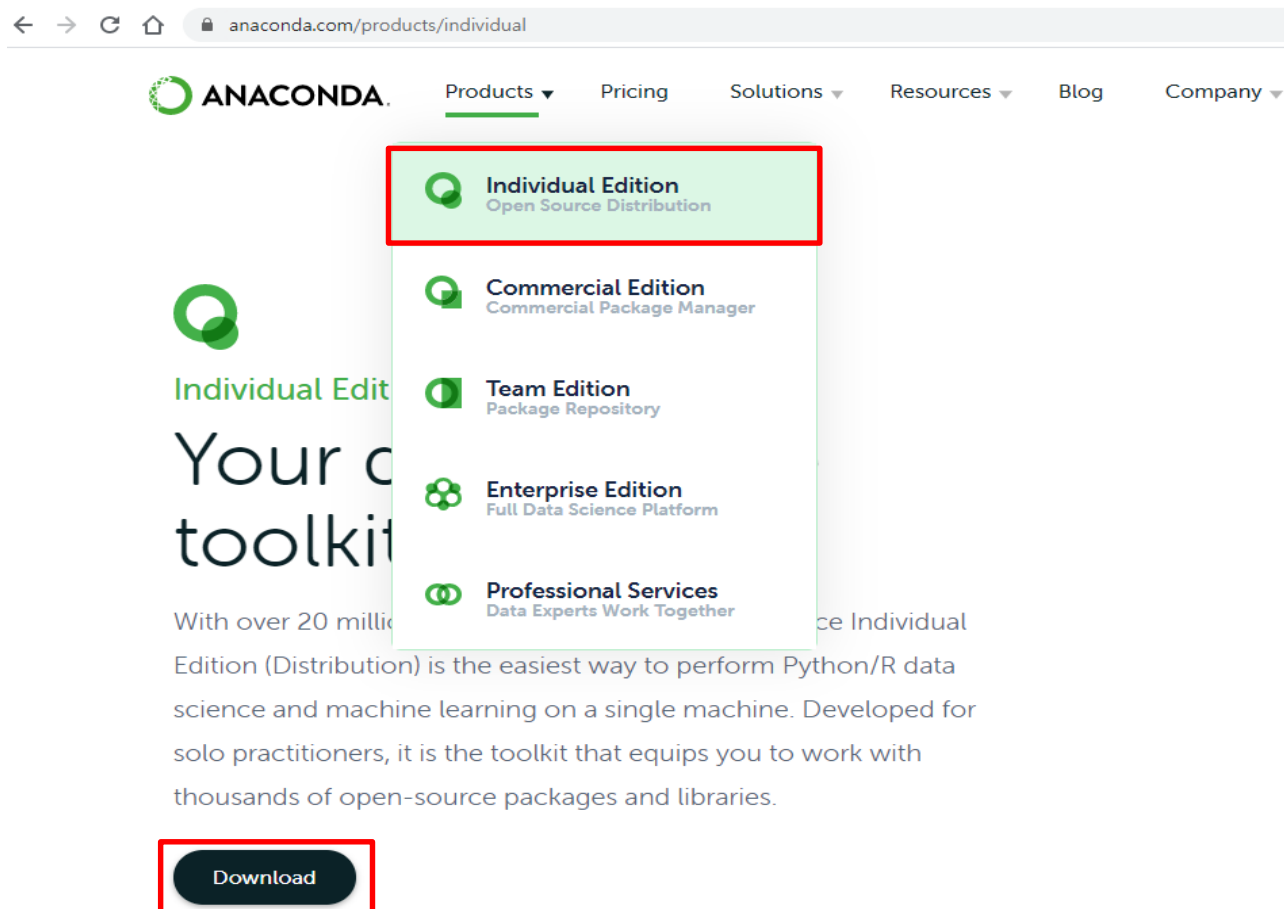 anaconda.com/products/individual
ANACONDA.
Products Pricing Solutions Resources Blog Company
Individual Edition
Open Source Distribution
Commercial Edition
Commercial Package Manager
Team Edition
Package Repository
Enterprise Edition
Full Data Science Platform
Professional Services
Data Experts Work Together
Individual Edit
Your
toolkit
With over 20 ce Individual
Edition (Distribution) is the easiest way to perform Python/R data
science and machine learning on a single machine. Developed for
solo practitioners, it is the toolkit that equips you to work with
thousands of open-source packages and libraries.
Download